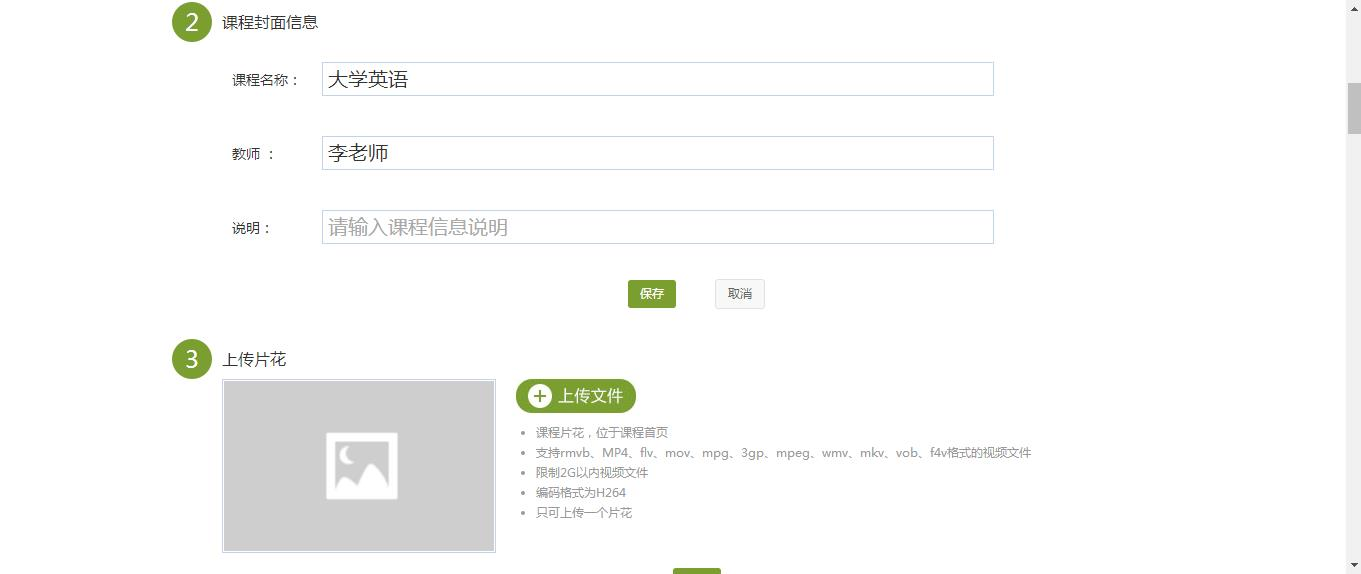 2 课程封面信息
课程名称： 大学英语
教师 ： 李老师
说明： 请输入课程信息说明
保存 取消
3 上传片花
上传文件
课程片花，位于课程首页
支持rmvb、MP4、flv、mov、mpg、3gp、mpeg、wmv、mkv、vob、f4v格式的视频文件
限制2G以内视频文件
编码格式为H264
只可上传一个片花